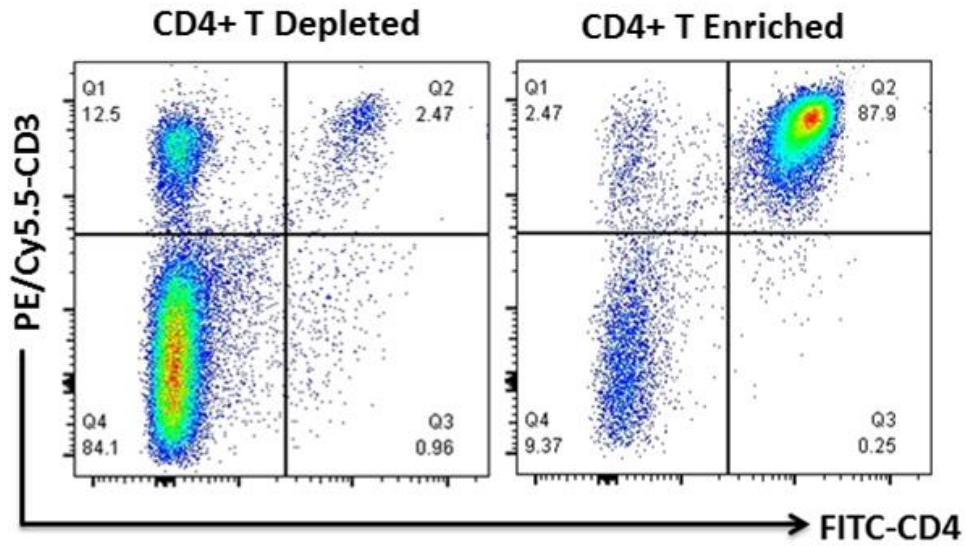 CD4+ T Depleted
CD4+ T Enriched
Q1
12.5
Q2
2.47
Q4
84.1
Q3
0.96
Q1
2.47
Q2
87.9
Q4
9.37
Q3
0.25
PE/Cy5.5-CD3
FITC-CD4